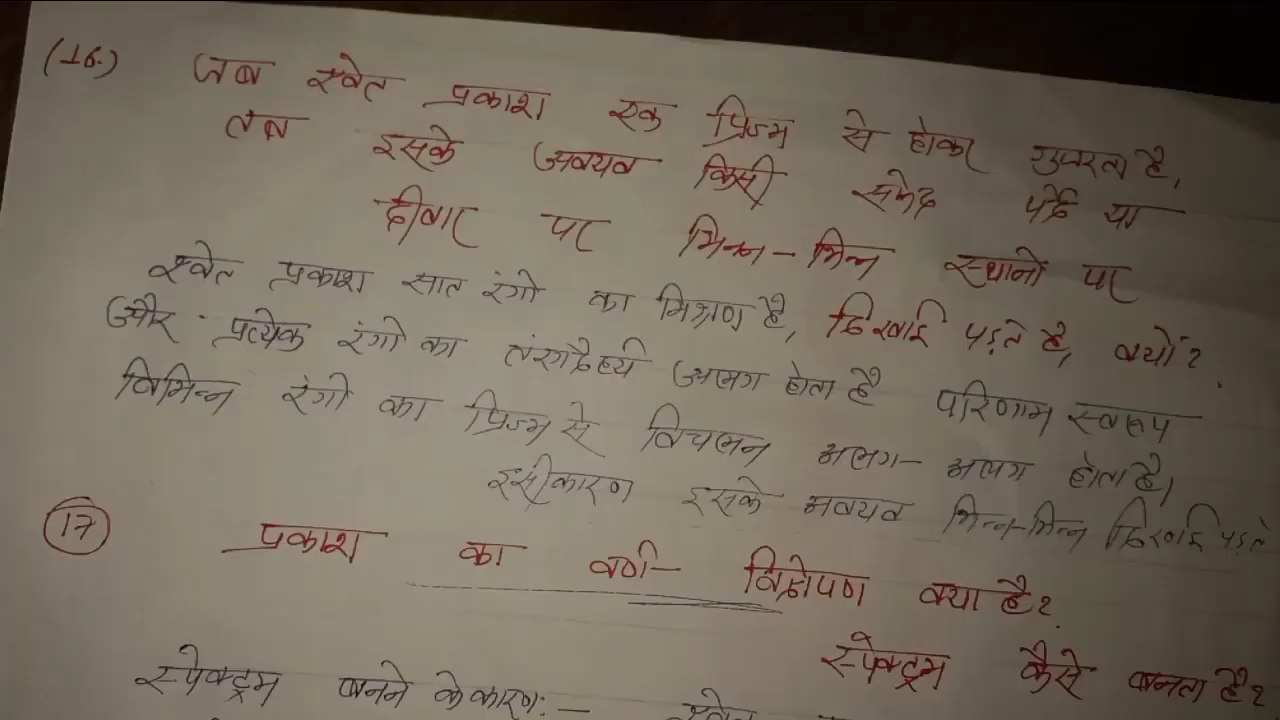 (16.) जब श्वेत प्रकाश एक प्रिज्म से होकर गुजरता है,
तब इसके अवयव किसी सफेद पर्दे या
दीवार पर भिन्न-भिन्न स्थानों पर
दिखाई पड़ते है, क्यों?
श्वेत प्रकाश सात रंगो का मिश्रण है,
और प्रत्येक रंगो का तंरगदैर्ध्य अलग होता है परिणाम स्वरूप
विभिन्न रंगो का प्रिज्म से विचलन अलग-अलग होता है।
इसीकारण इसके अवयव भिन्न-भिन्न दिखाई पड़ते
(17) प्रकाश का वर्ण- विक्षेपण क्या है?
स्पेक्ट्रम कैसे बनता है?
स्पेक्ट्रम बनने के कारण:- श्वेत